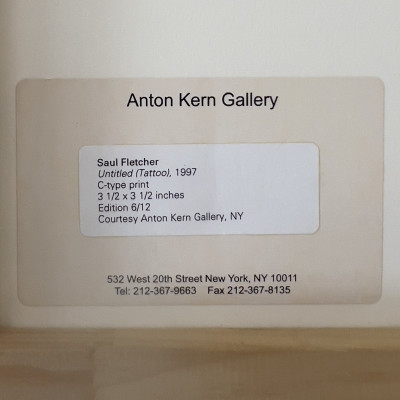 Anton Kern Gallery
Saul Fletcher
Untitled (Tattoo), 1997
C-type print
3 1/2 x 3 1/2 inches
Edition 6/12
Courtesy Anton Kern Gallery, NY
532 West 20th Street New York, NY 10011
Tel: 212-367-9663 Fax 212-367-8135